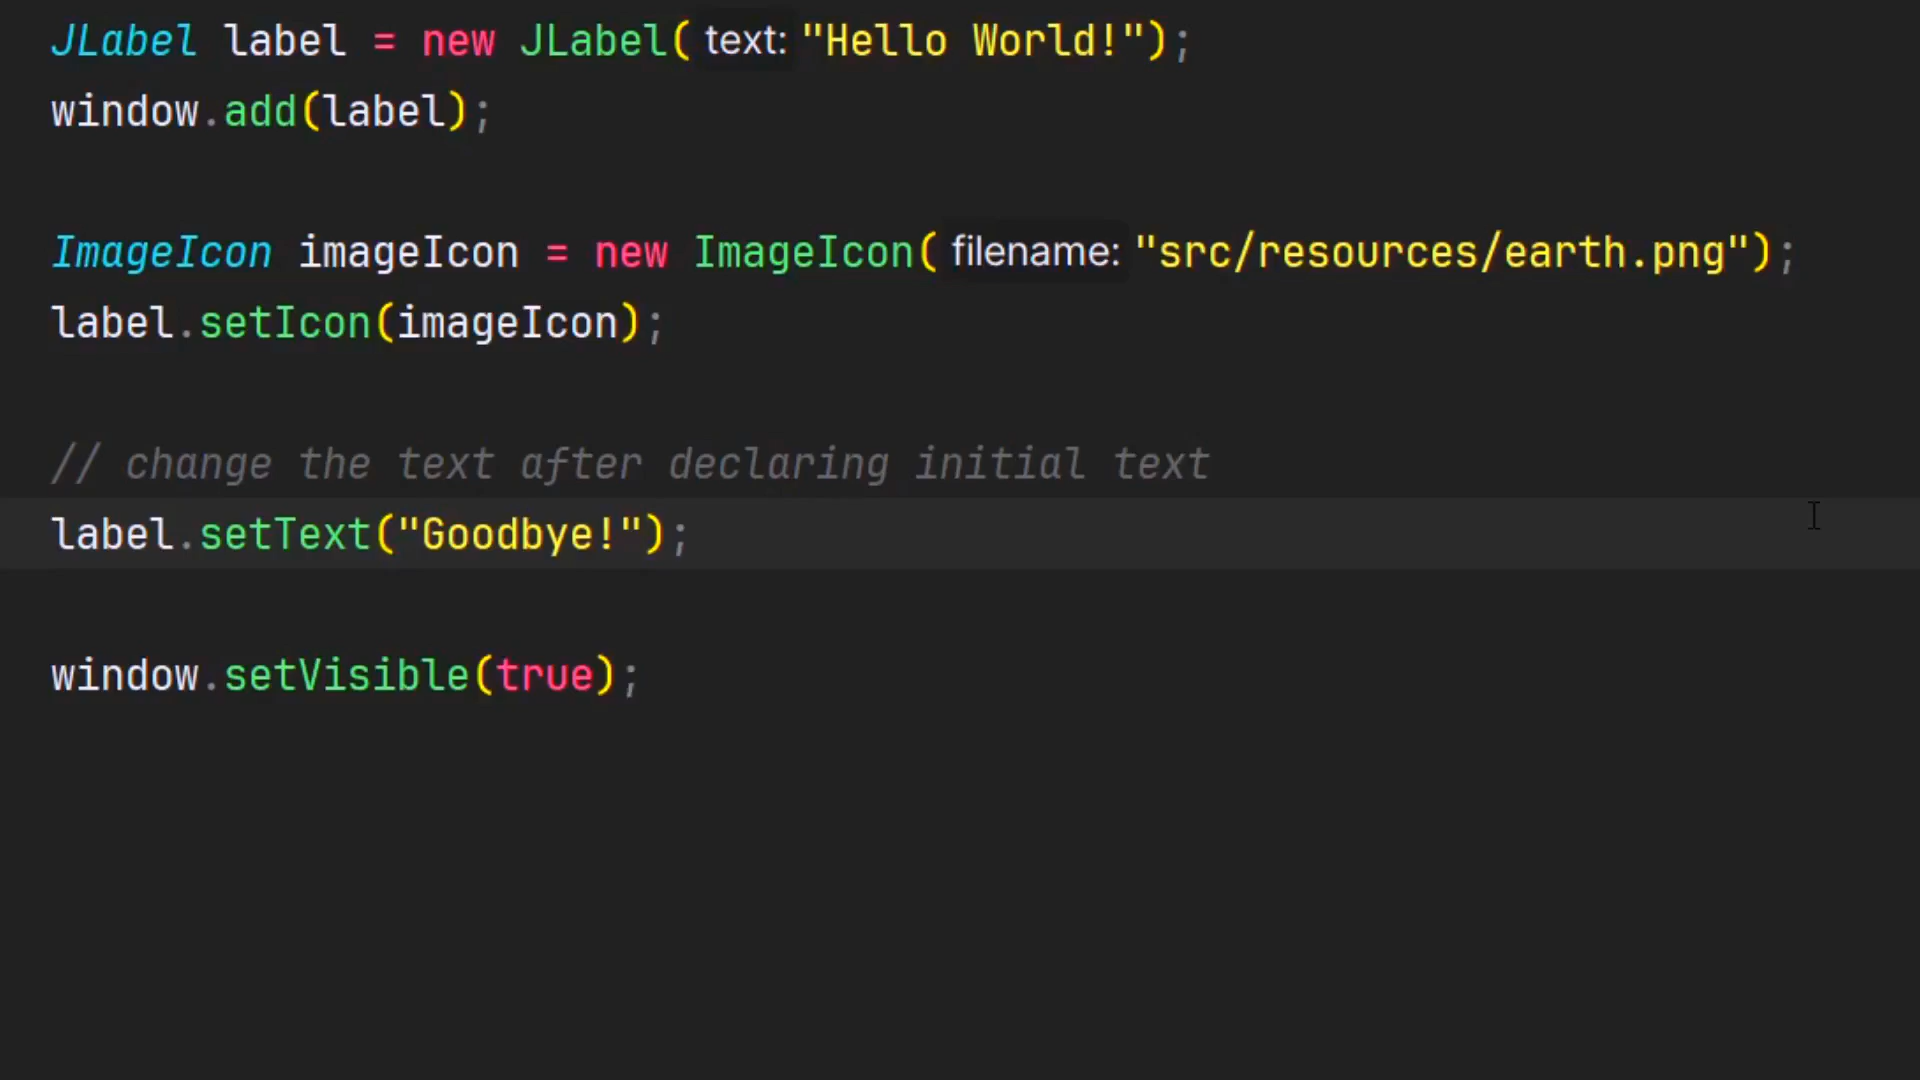 JLabel label = new JLabel( text: "Hello World!");
window.add(label);
ImageIcon imageIcon = new ImageIcon( filename: "src/resources/earth.png");
label.setIcon(imageIcon);
// change the text after declaring initial text
label.setText("Goodbye!");
window.setVisible(true);